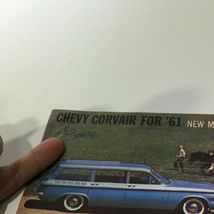 CHEVY CORVAIR FOR '61 NEW M